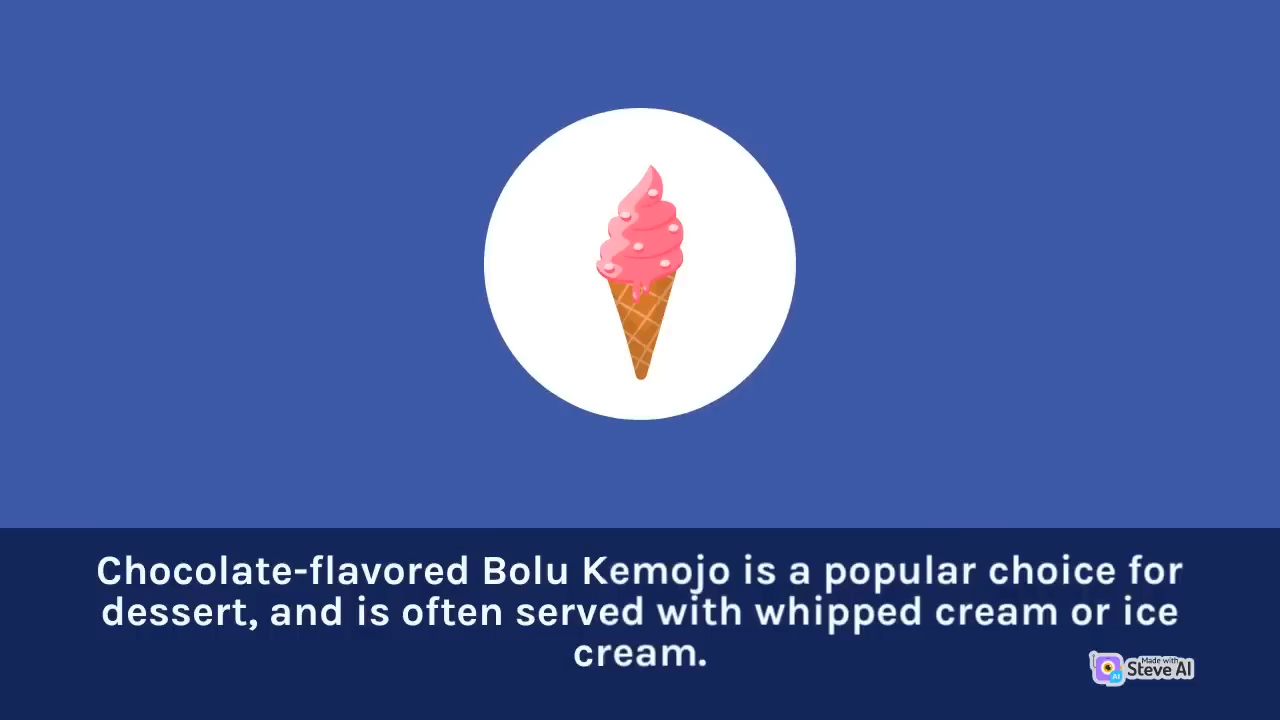 Chocolate-flavored Bolu Kemojo is a popular choice for
dessert, and is often served with whipped cream or ice
cream.
Made with
Steve AI
AI